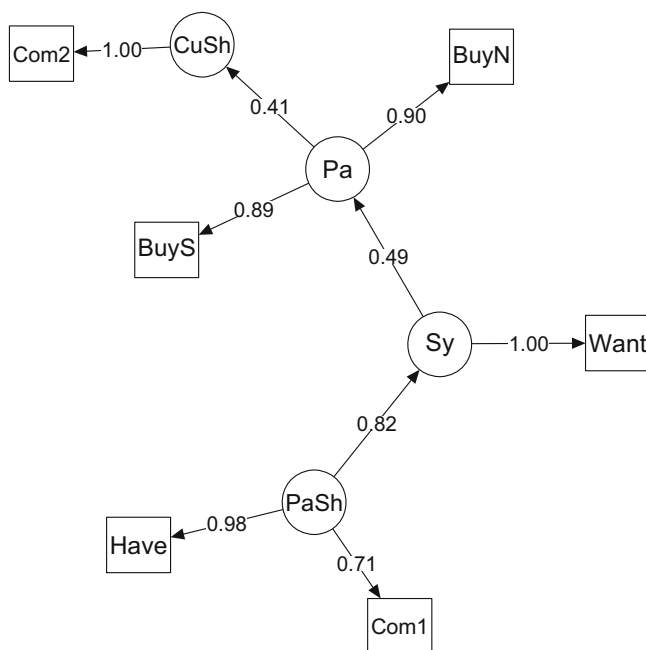 CuSh
Com2
1.00
BuyN
0.41
0.90
Pa
0.89
BuyS
0.49
Sy
1.00
Want
0.82
PaSh
0.98
Have
0.71
Com1